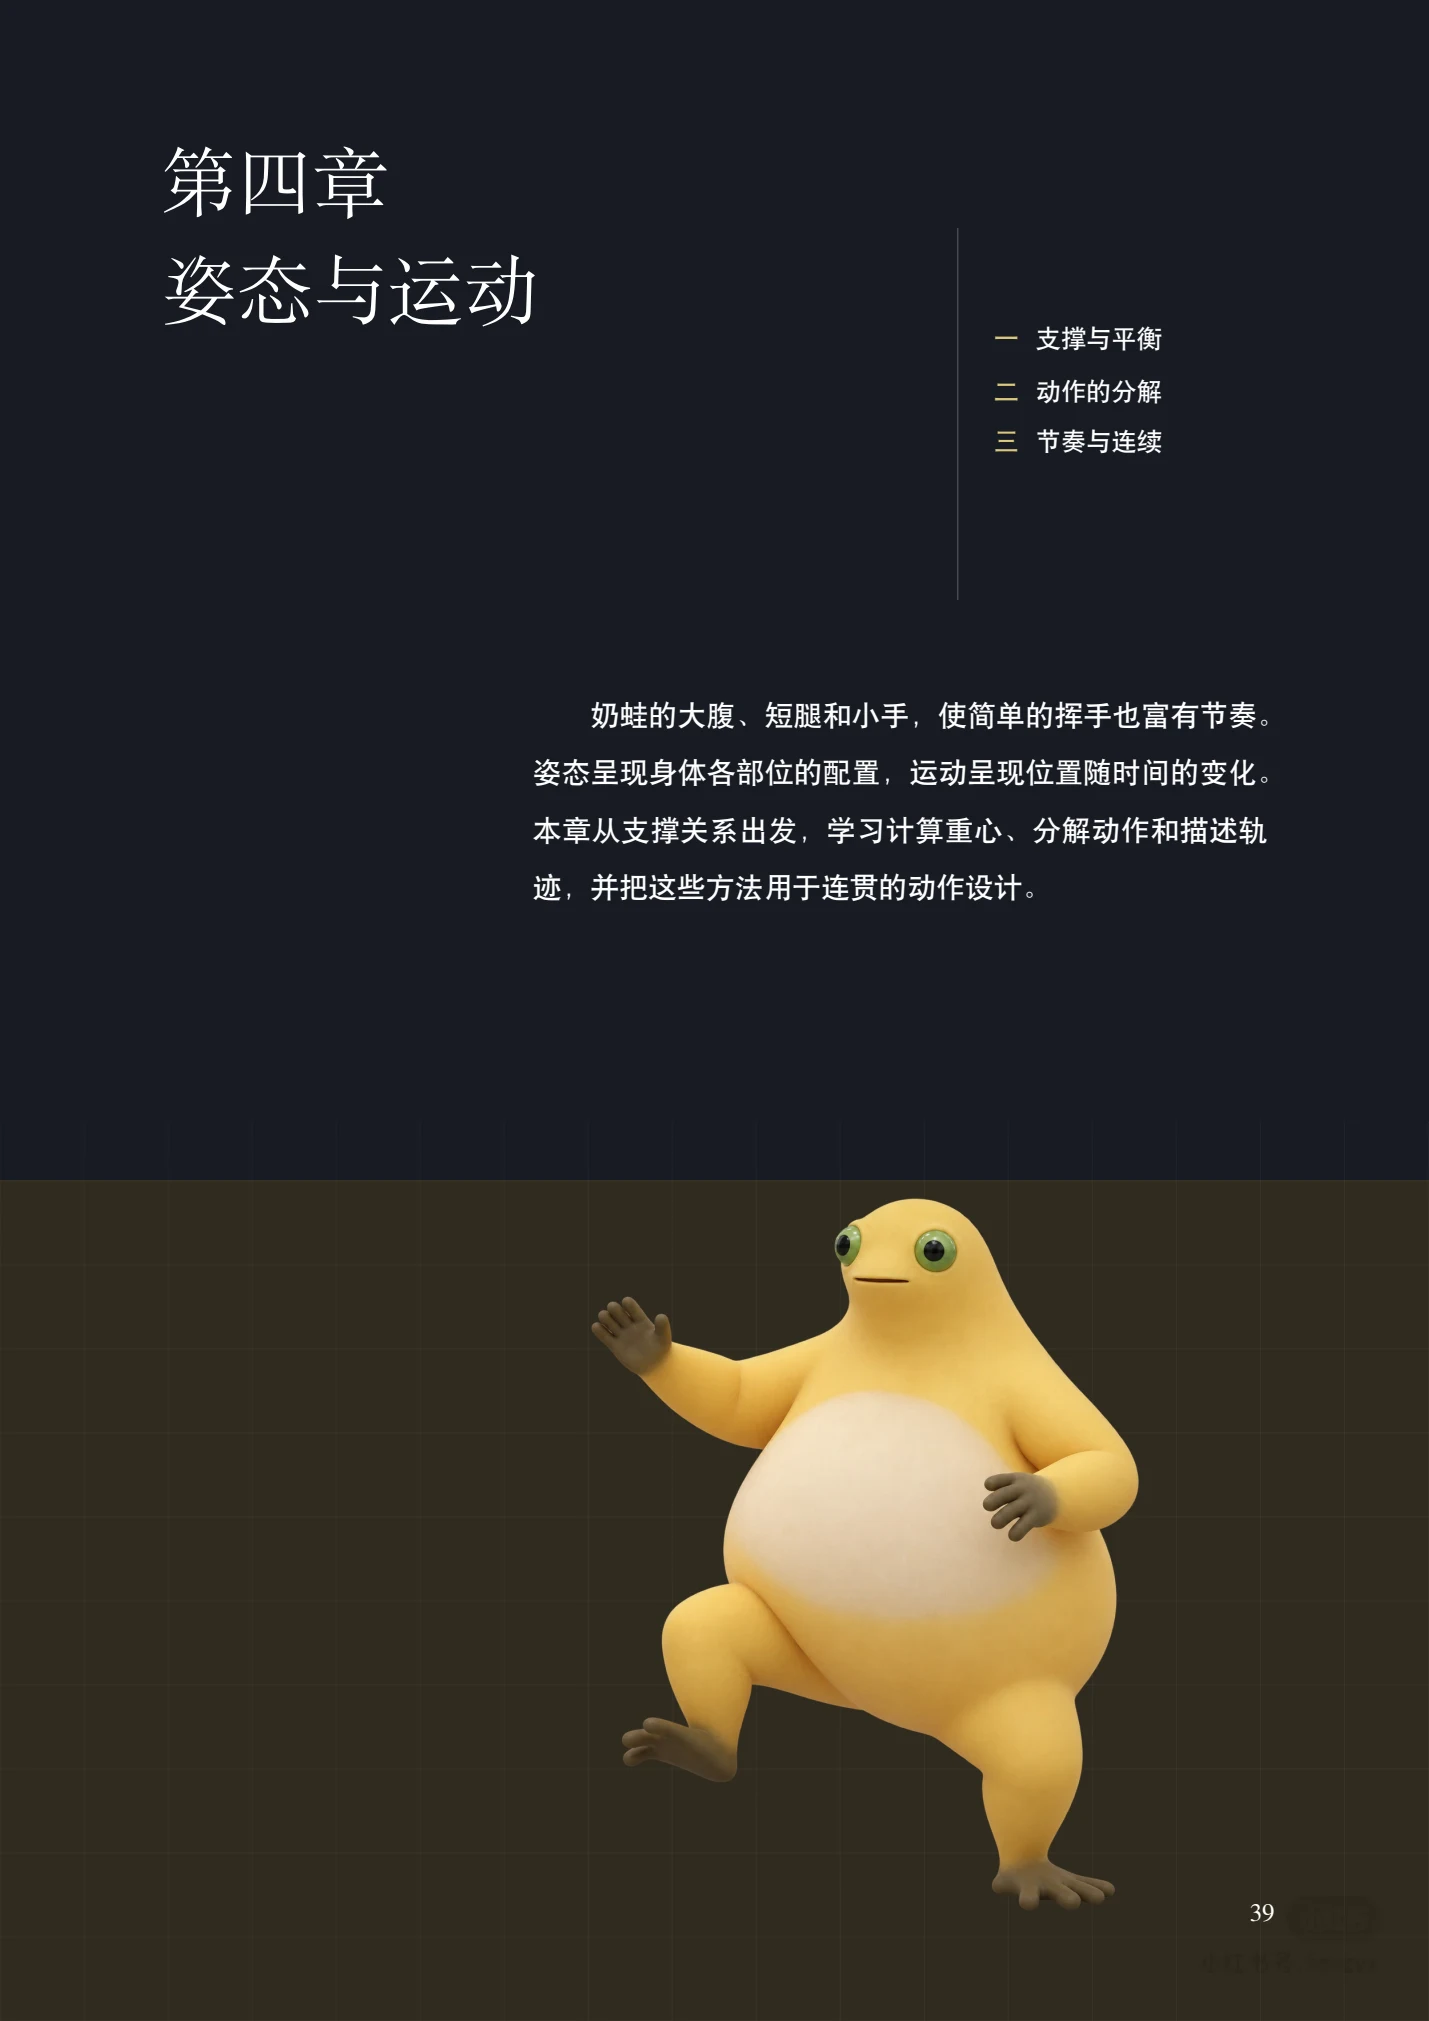 第四章
姿态与运动
一 支撑与平衡
二 动作的分解
三 节奏与连续
奶蛙的大腹、短腿和小手，使简单的挥手也富有节奏。
姿态呈现身体各部位的配置，运动呈现位置随时间的变化。
本章从支撑关系出发，学习计算重心、分解动作和描述轨
迹，并把这些方法用于连贯的动作设计。
39